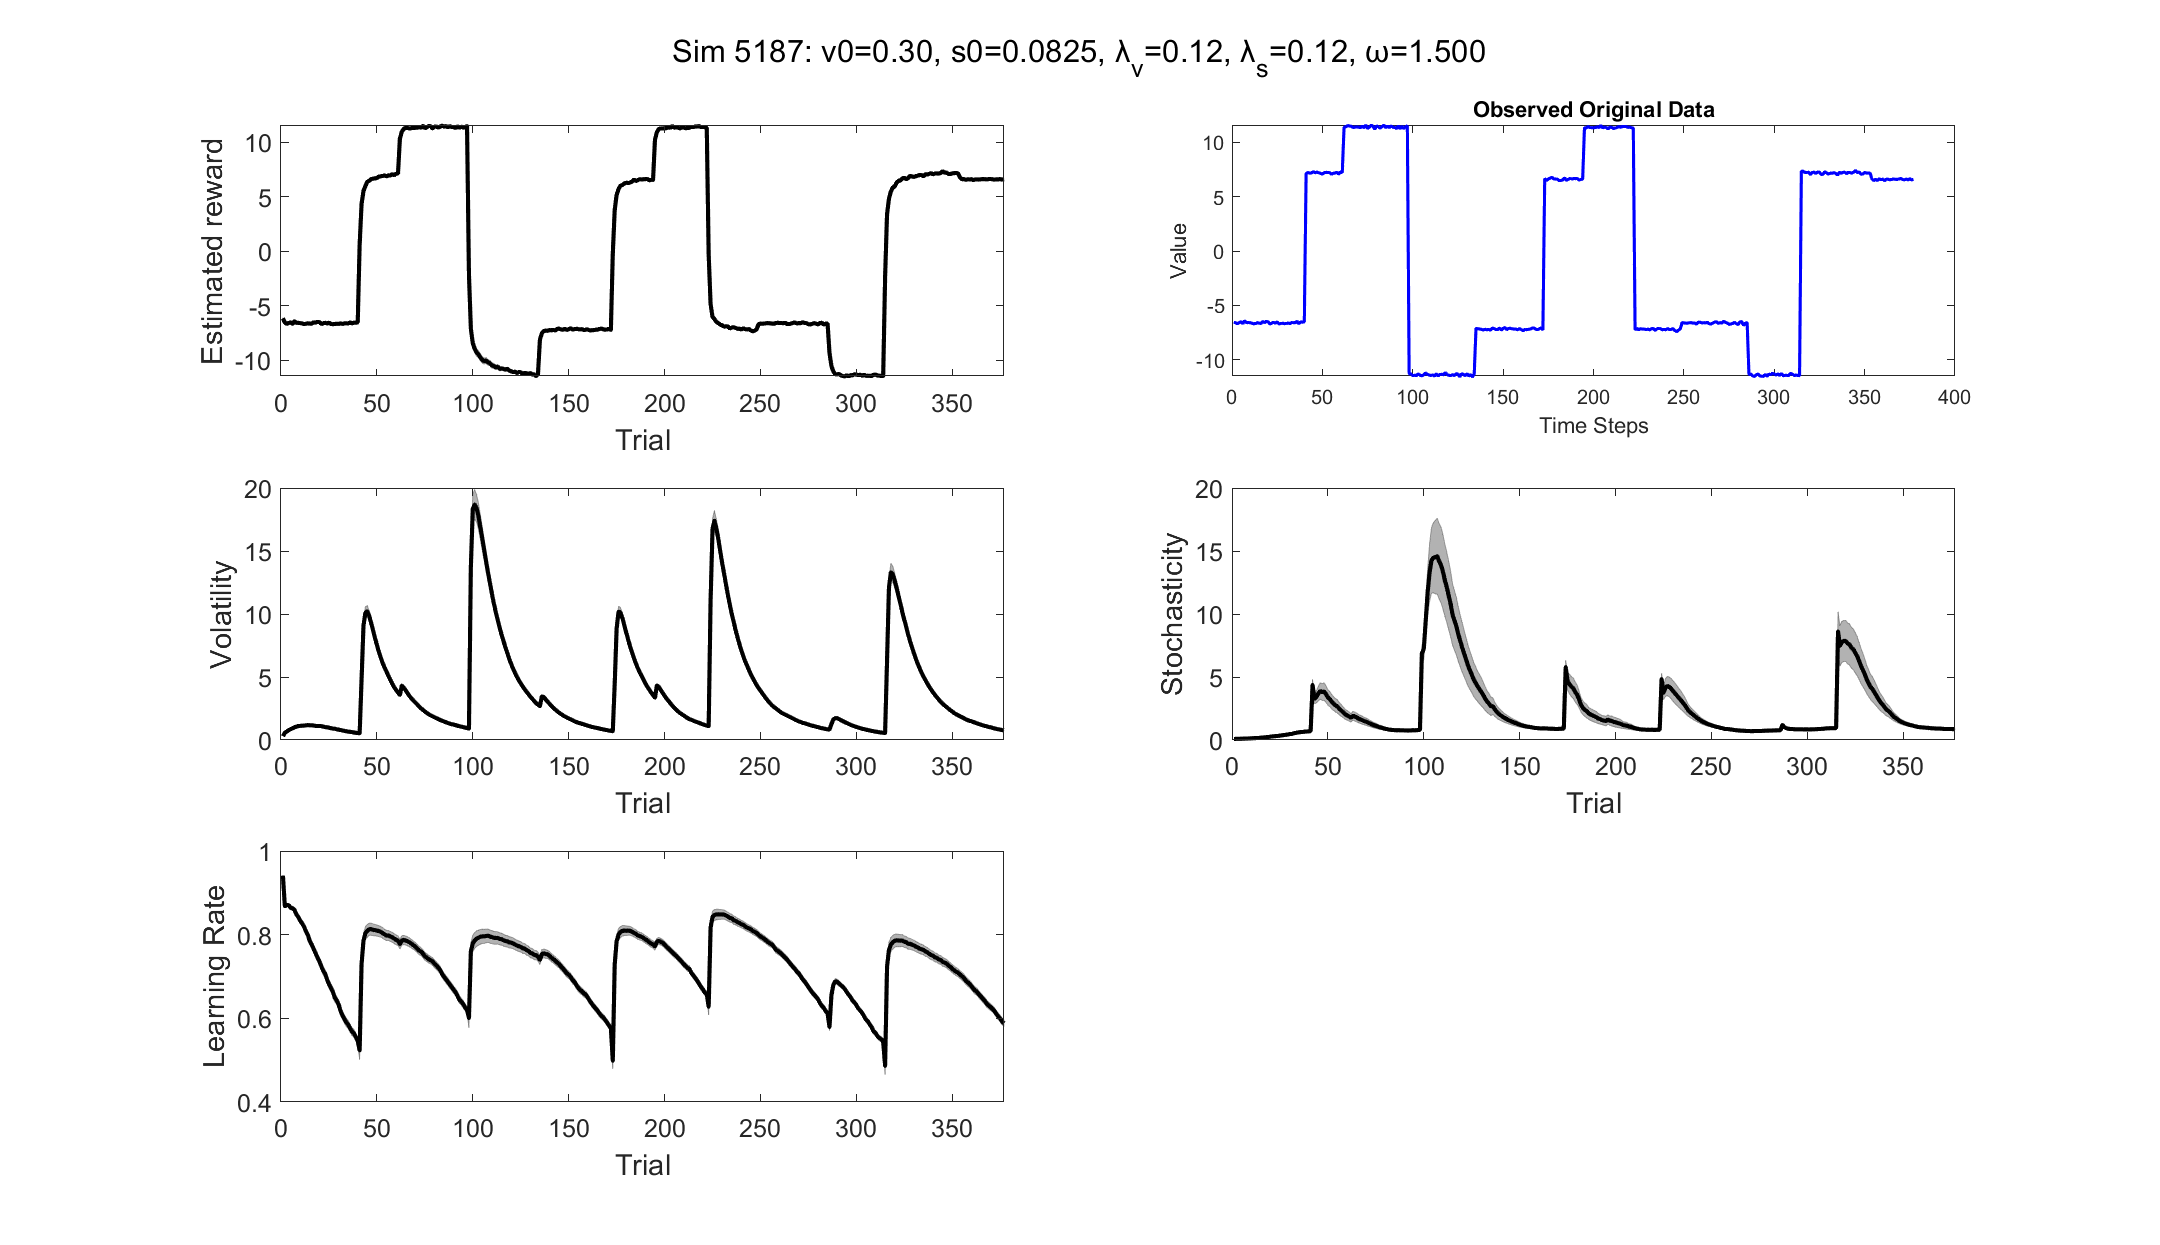 Sim 5187: v0=0.30, s0=0.0825, λv=0.12, λs=0.12, ω=1.500
Estimated reward
10
5
0
-5
-10
0 50 100 150 200 250 300 350
Trial
Observed Original Data
Value
10
5
0
-5
-10
0 50 100 150 200 250 300 350 400
Time Steps
Volatility
20
15
10
5
0
0 50 100 150 200 250 300 350
Trial
Stochasticity
20
15
10
5
0
0 50 100 150 200 250 300 350
Trial
Learning Rate
1
0.8
0.6
0.4
0 50 100 150 200 250 300 350
Trial